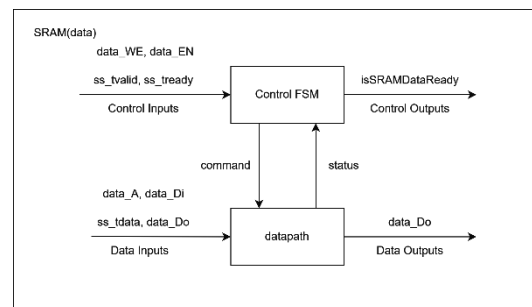 SRAM(data)
data_WE, data_EN
ss_tvalid, ss_tready
Control Inputs
Control FSM
isSRAMDataReady
Control Outputs
command
status
data_A, data_Di
ss_tdata, data_Do
Data Inputs
datapath
data_Do
Data Outputs